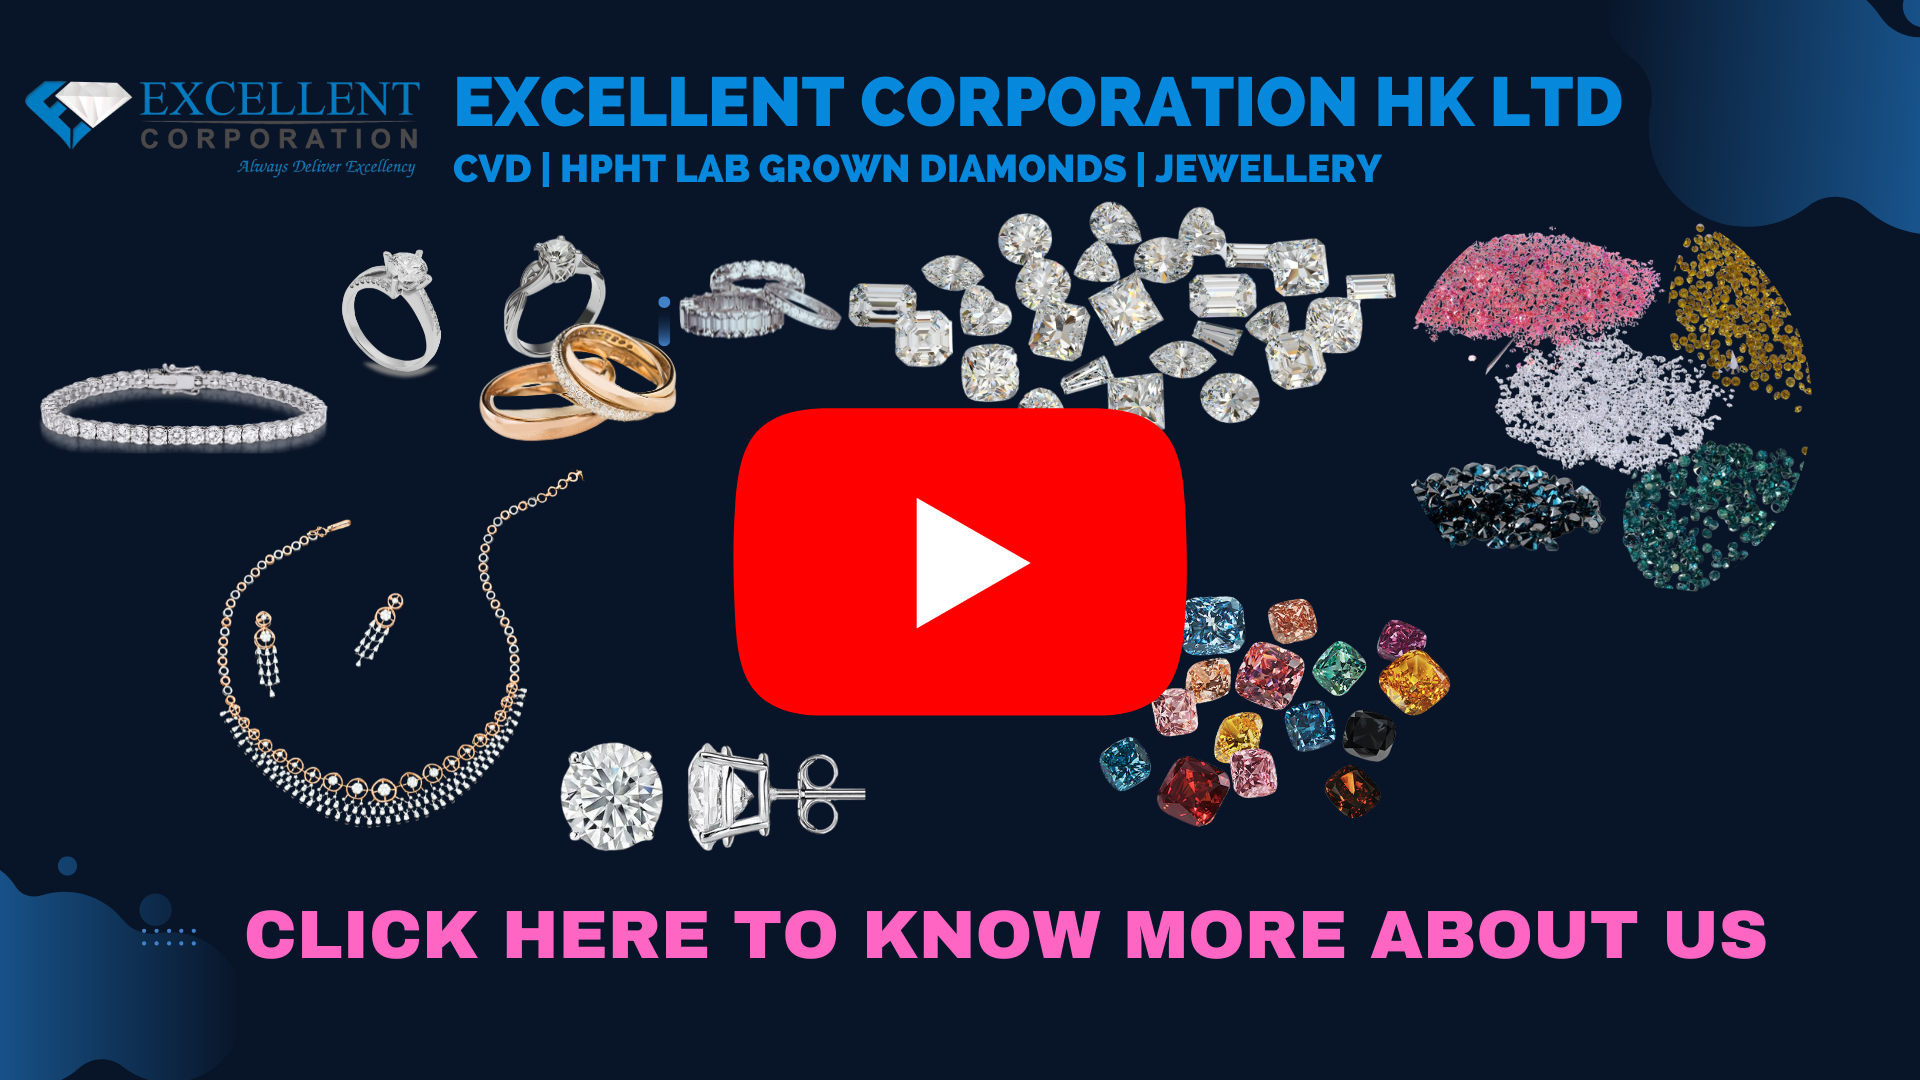 EXCELLENT
CORPORATION
Always Deliver Excellency
EXCELLENT CORPORATION HK LTD
CVD | HPHT LAB GROWN DIAMONDS | JEWELLERY
CLICK HERE TO KNOW MORE ABOUT US